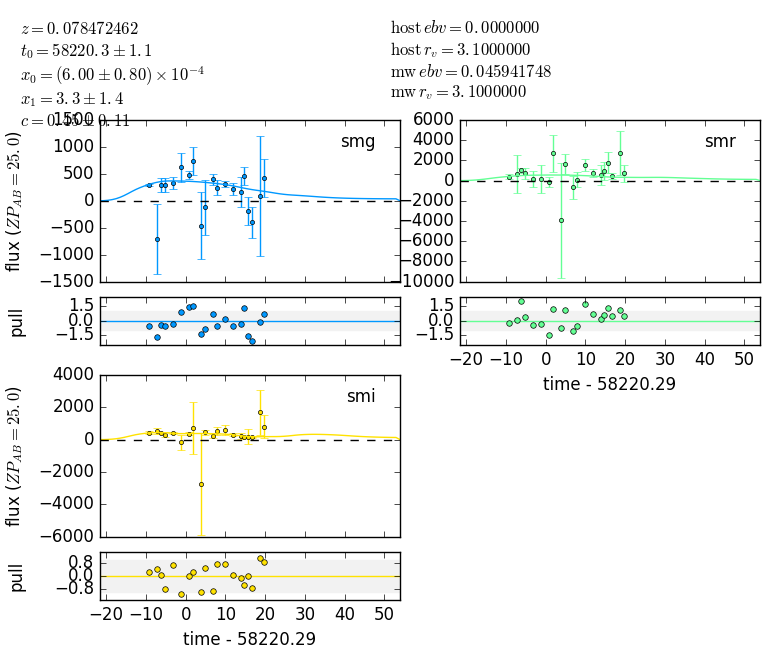 z = 0.078472462
t₀ = 58220.3 ± 1.1
x₀ = (6.00 ± 0.80) × 10⁻⁴
x₁ = 3.3 ± 1.4
host ebv = 0.0000000
host r_v = 3.1000000
mw ebv = 0.045941748
mw r_v = 3.1000000
smg
1500
1000
500
0
−500
−1000
−1500
flux (ZP_AB = 25.0)
smr
6000
4000
2000
0
−2000
−4000
−6000
−8000
−10000
pull
1.5
0.0
−1.5
1.5
0.0
−1.5
−20 −10 0 10 20 30 40 50
time - 58220.29
smi
4000
2000
0
−2000
−4000
−6000
flux (ZP_AB = 25.0)
pull
0.8
0.0
−0.8
−20 −10 0 10 20 30 40 50
time - 58220.29